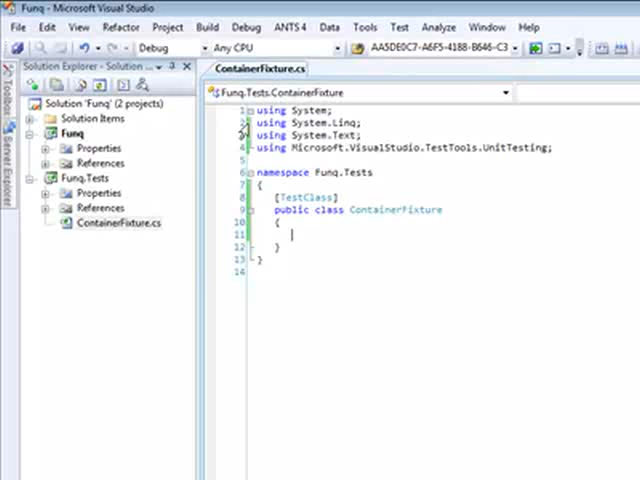 Funq - Microsoft Visual Studio
File Edit View Refactor Project Build Debug ANTS 4 Data Tools Test Analyze Window Help
Debug Any CPU AA5DE0C7-A6F5-4188-B646-C3
Solution Explorer - Solution ...
ContainerFixture.cs
Toolbox
Server Explorer
Solution 'Funq' (2 projects)
Solution Items
Funq
Properties
References
Funq.Tests
Properties
References
ContainerFixture.cs
Funq.Tests.ContainerFixture
1 using System;
2 using System.Linq;
3 using System.Text;
4 using Microsoft.VisualStudio.TestTools.UnitTesting;
5
6 namespace Funq.Tests
7 {
8 [TestClass]
9 public class ContainerFixture
10 {
11
12 }
13 }
14